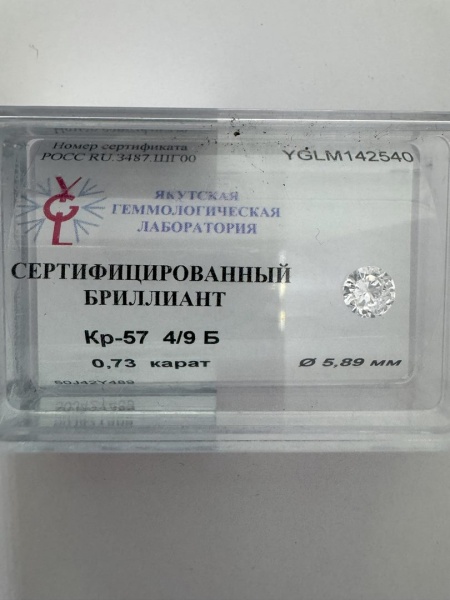 Номер сертификата
РОСС RU.3487.ШГ00
YGLM142540
YGL
ЯКУТСКАЯ
ГЕММОЛОГИЧЕСКАЯ
ЛАБОРАТОРИЯ
СЕРТИФИЦИРОВАННЫЙ
БРИЛЛИАНТ
Кр-57 4/9 Б
0,73 карат
Ø 5,89 мм